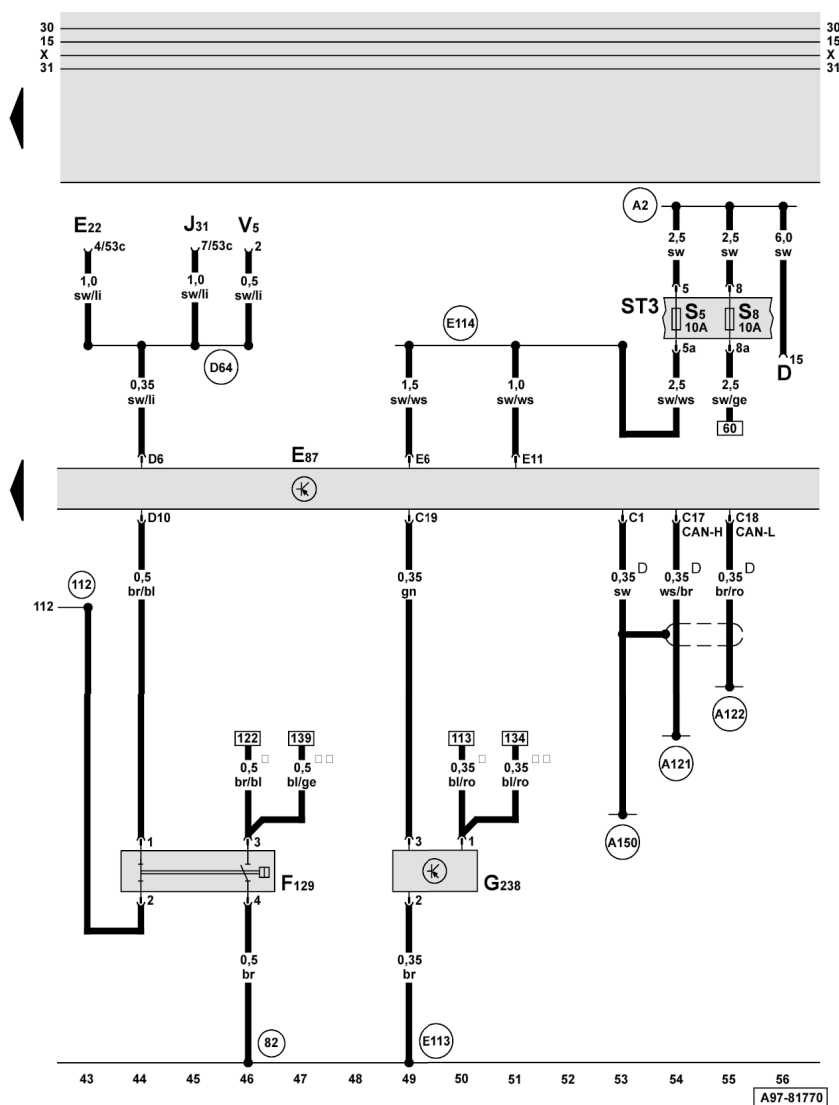 30 30
15 15
X X
31 31
A2
E22 J31 V5
4/53c 7/53c 2
2,5 2,5 6,0
sw sw sw
1,0 1,0 0,5
sw/li sw/li sw/li
5 8
ST3 S5 S8
10A 10A
E114
D64
5a 8a
15
D
0,35 1,5 1,0 2,5 2,5
sw/li sw/ws sw/ws sw/ws sw/ge
60
D6 E87 E6 E11
D10 C19 C1 C17 C18
CAN-H CAN-L
0,5 0,35 0,35 D 0,35 D 0,35 D
br/bl gn sw ws/br br/ro
112
112
A122
122 139 113 134
A121
0,5 0,5 0,35 0,35
br/bl bl/ge bl/ro bl/ro
1 3 3 1
A150
F129 G238
2 4 2
0,5 0,35
br br
82 E113
43 44 45 46 47 48 49 50 51 52 53 54 55 56
A97-81770